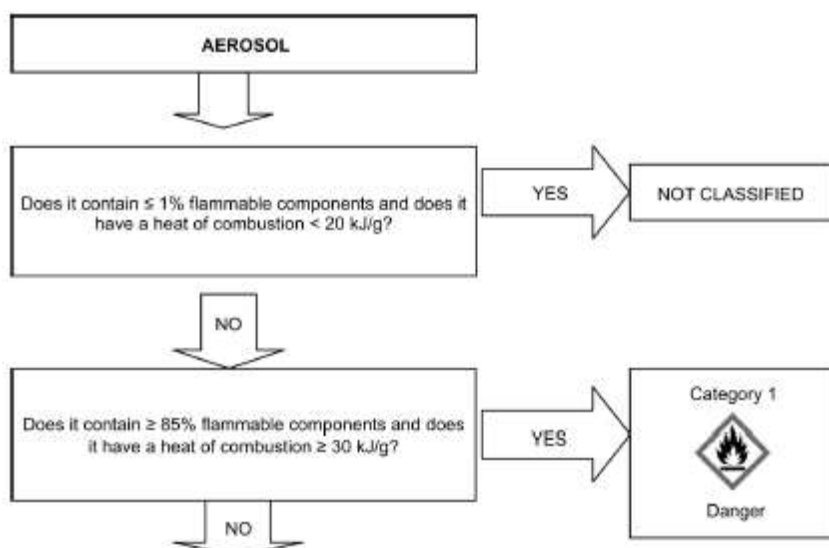 AEROSOL
Does it contain ≤ 1% flammable components and does it
have a heat of combustion < 20 kJ/g?
YES
NOT CLASSIFIED
NO
Does it contain ≥ 85% flammable components and does
it have a heat of combustion ≥ 30 kJ/g?
YES
Category 1
Danger
NO